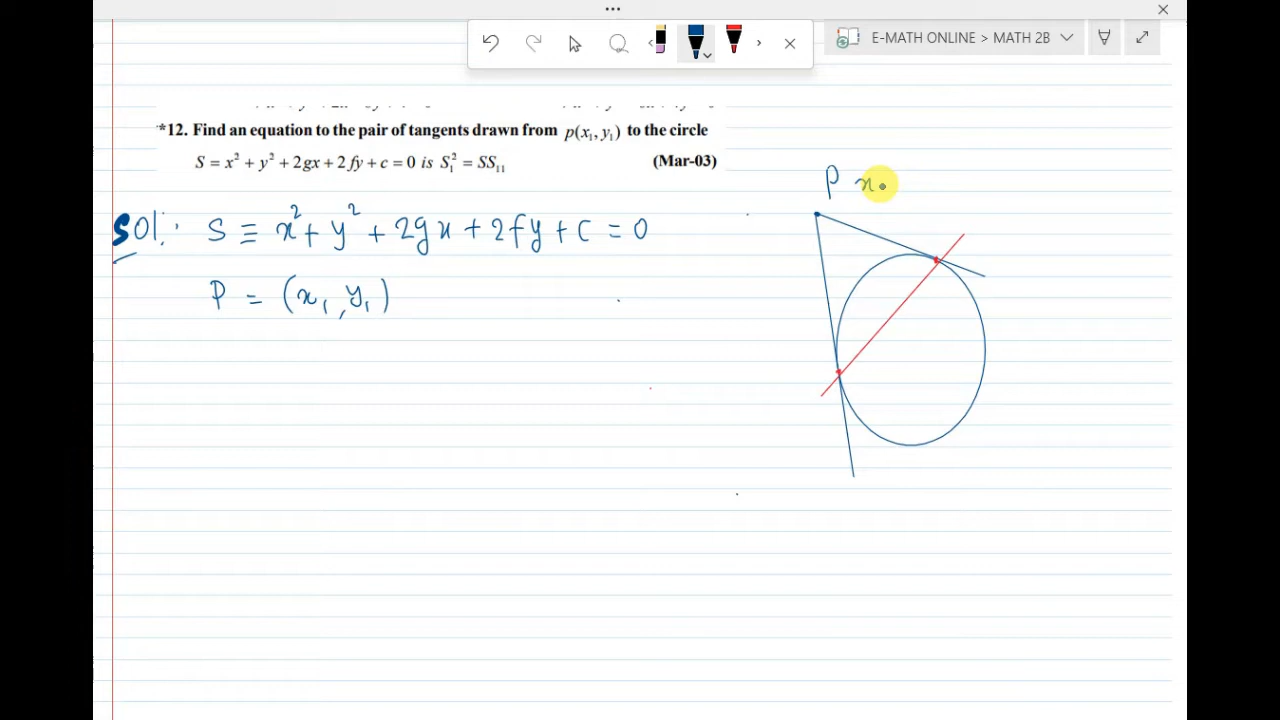 E-MATH ONLINE > MATH 2B
*12. Find an equation to the pair of tangents drawn from p(x₁, y₁) to the circle
S = x² + y² + 2gx + 2fy + c = 0 is S₁² = SS₁₁ (Mar-03)
P x
Sol: S ≡ x² + y² + 2gx + 2fy + c = 0
P = (x₁, y₁)